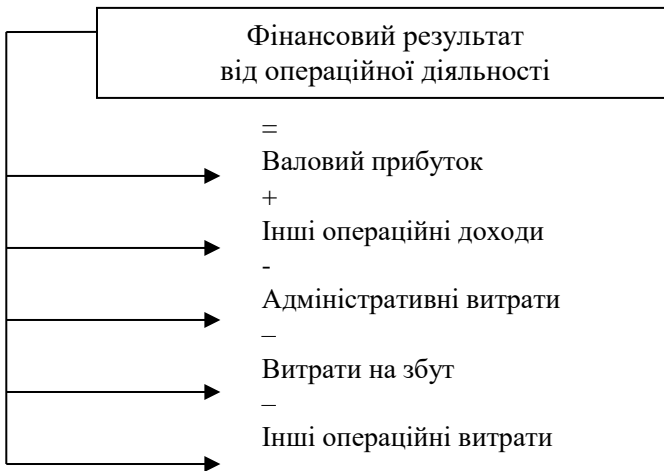 Фінансовий результат
від операційної діяльності
=
Валовий прибуток
+
Інші операційні доходи
-
Адміністративні витрати
–
Витрати на збут
–
Інші операційні витрати